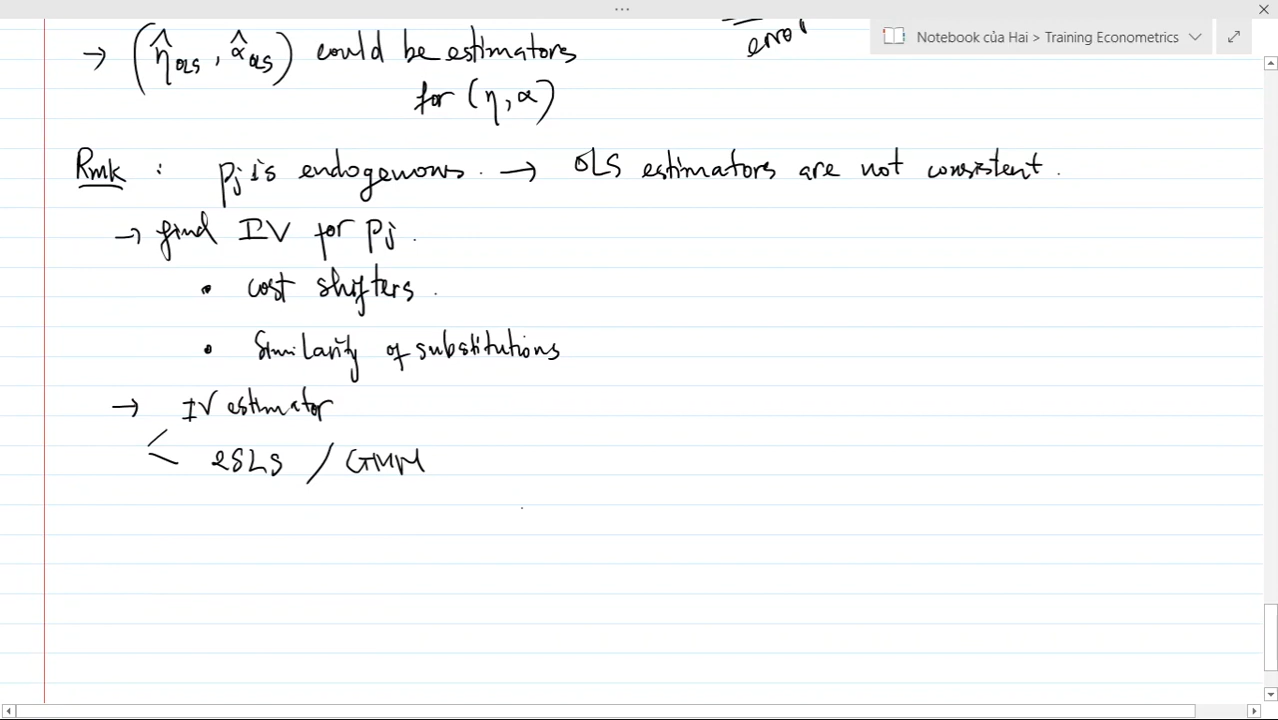 error
Notebook của Hai > Training Econometrics
→ (η̂OLS, α̂OLS) could be estimators
for (η, α)
Rmk : pj is endogenous. → OLS estimators are not consistent.
→ find IV for pj.
• cost shifters.
• Similarity of substitutions
→ IV estimator
< 2SLS / GMM